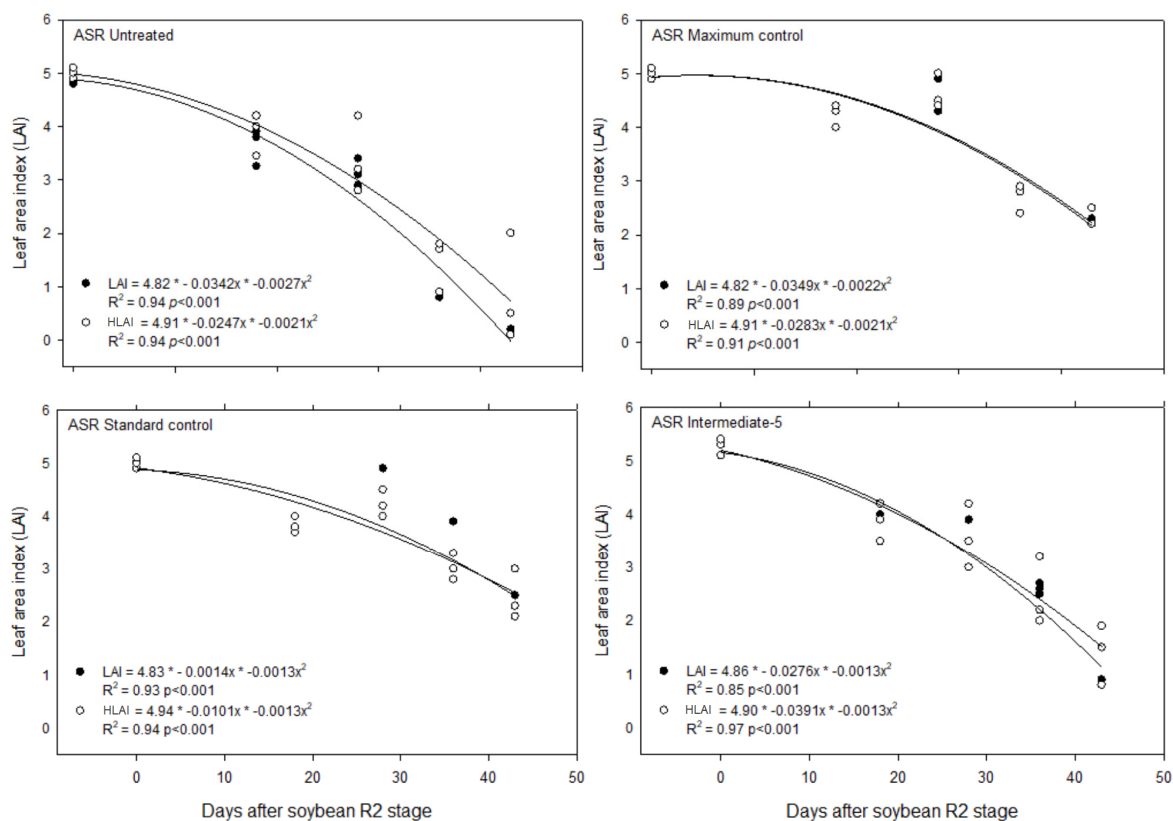 ASR Untreated
6
5
4
3
2
1
0
Leaf area index (LAI)
LAI = 4.82 * - 0.0342x * -0.0027x²
R² = 0.94 p<0.001
HLAI = 4.91 * -0.0247x * -0.0021x²
R² = 0.94 p<0.001
ASR Maximum control
6
5
4
3
2
1
0
Leaf area index (LAI)
LAI = 4.82 * - 0.0349x * -0.0022x²
R² = 0.89 p<0.001
HLAI = 4.91 * -0.0283x * -0.0021x²
R² = 0.91 p<0.001
ASR Standard control
6
5
4
3
2
1
0
Leaf area index (LAI)
LAI = 4.83 * - 0.0014x * -0.0013x²
R² = 0.93 p<0.001
HLAI = 4.94 * -0.0101x * -0.0013x²
R² = 0.94 p<0.001
0 10 20 30 40 50
Days after soybean R2 stage
ASR Intermediate-5
6
5
4
3
2
1
0
Leaf area index (LAI)
LAI = 4.86 * - 0.0276x * -0.0013x²
R² = 0.85 p<0.001
HLAI = 4.90 * -0.0391x * -0.0013x²
R² = 0.97 p<0.001
0 10 20 30 40 50
Days after soybean R2 stage